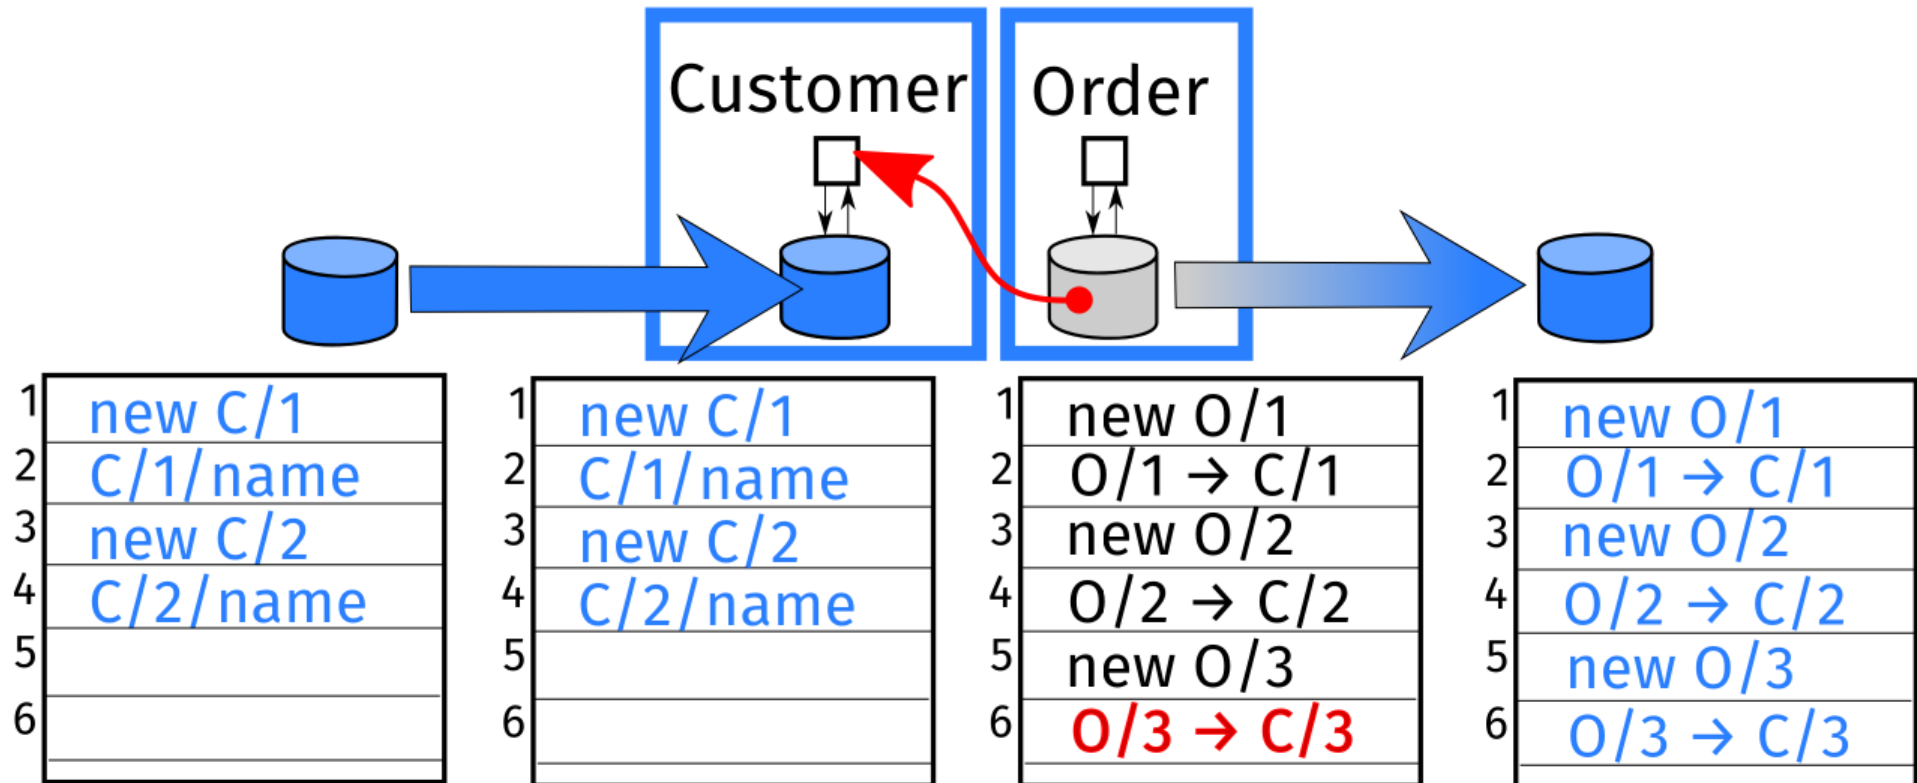 Customer
Order
1 new C/1
2 C/1/name
3 new C/2
4 C/2/name
5
6
1 new C/1
2 C/1/name
3 new C/2
4 C/2/name
5
6
1 new O/1
2 O/1 → C/1
3 new O/2
4 O/2 → C/2
5 new O/3
6 O/3 → C/3
1 new O/1
2 O/1 → C/1
3 new O/2
4 O/2 → C/2
5 new O/3
6 O/3 → C/3